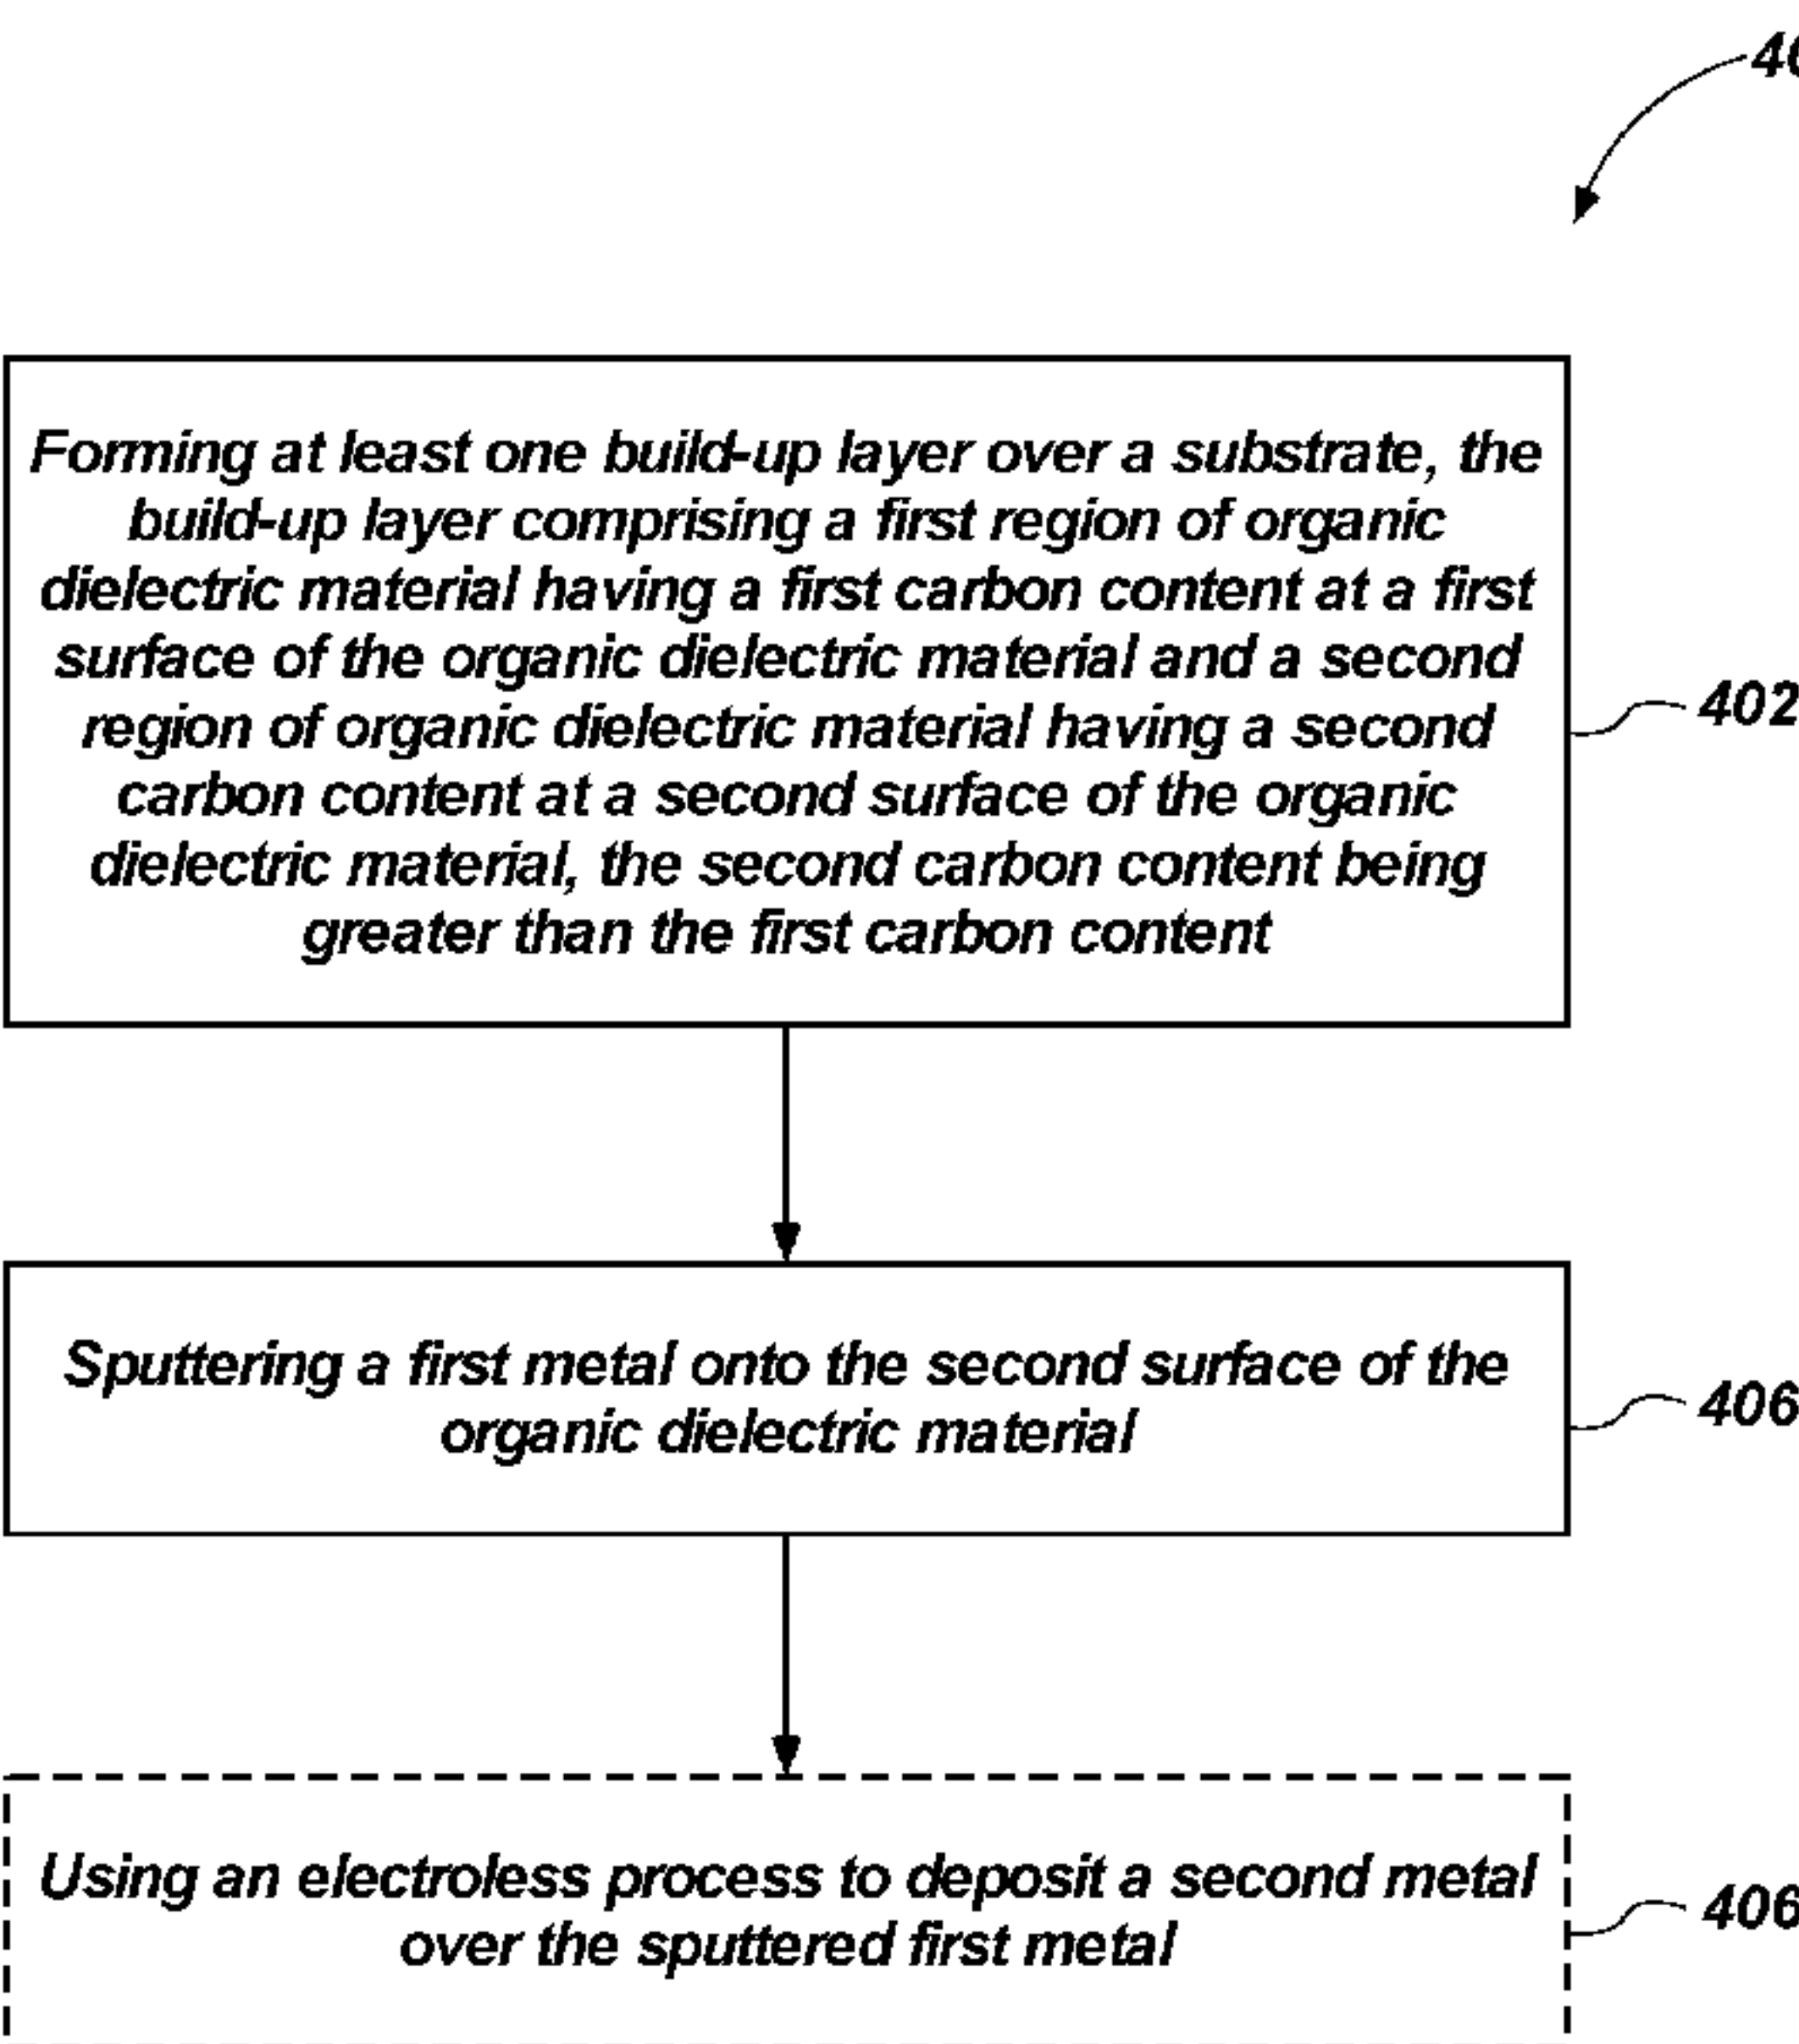 Forming at least one build-up layer over a substrate, the
build-up layer comprising a first region of organic
dielectric material having a first carbon content at a first
surface of the organic dielectric material and a second
region of organic dielectric material having a second
carbon content at a second surface of the organic
dielectric material, the second carbon content being
greater than the first carbon content
402
Sputtering a first metal onto the second surface of the
organic dielectric material
406
Using an electroless process to deposit a second metal
over the sputtered first metal
406